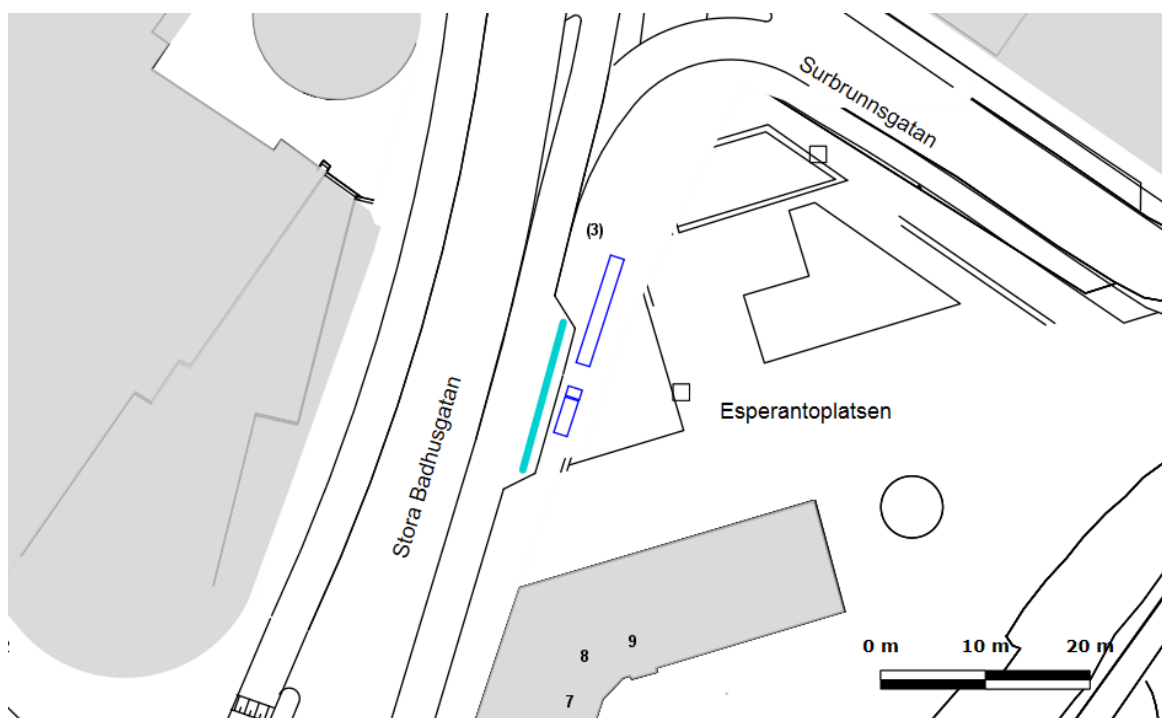 Surbrunnsgatan
(3)
Stora Badhusgatan
Esperantoplatsen
9
8
7
0 m 10 m 20 m